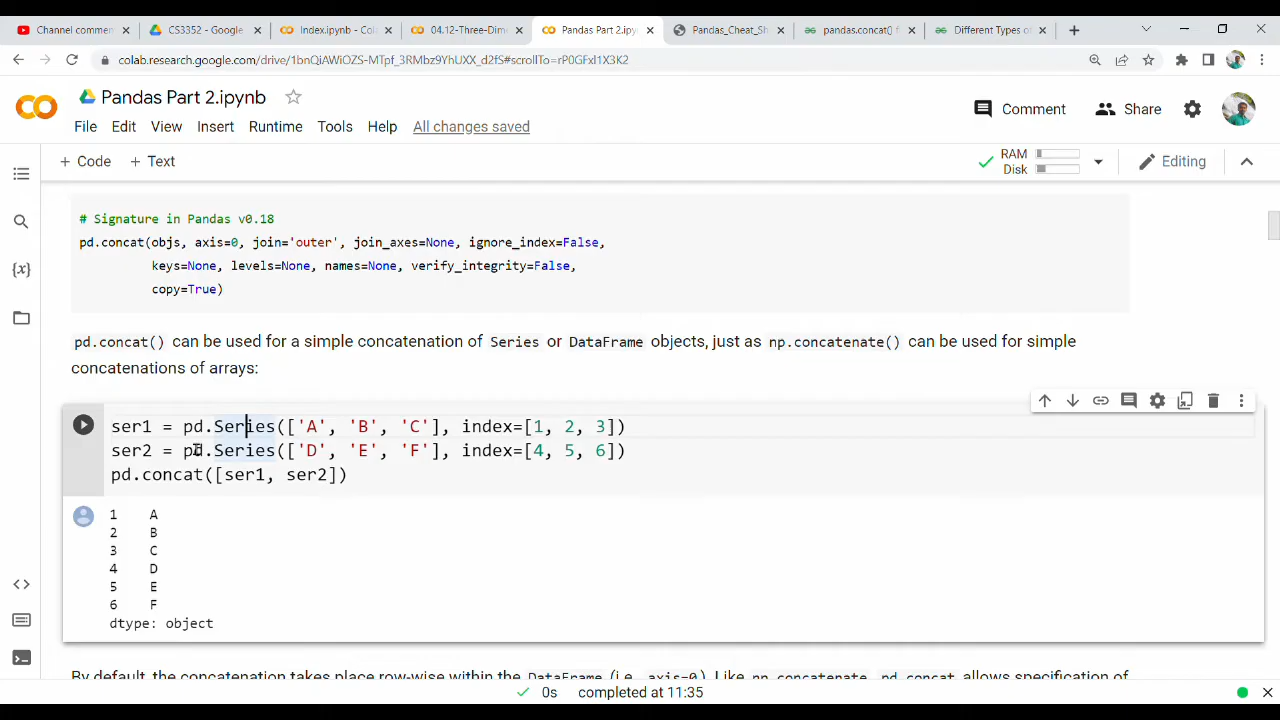 Channel commen
CS3352 - Google
Index.ipynb - Cola
04.12-Three-Dime
Pandas Part 2.ipyn
Pandas_Cheat_Sh
pandas.concat() f
Different Types of
colab.research.google.com/drive/1bnQiAWiOZS-MTpf_3RMbz9YhUXX_d2fS#scrollTo=rP0GFxI1X3K2
Pandas Part 2.ipynb
Comment
Share
File Edit View Insert Runtime Tools Help All changes saved
+ Code + Text
RAM
Disk
Editing
{x}
# Signature in Pandas v0.18
pd.concat(objs, axis=0, join='outer', join_axes=None, ignore_index=False,
keys=None, levels=None, names=None, verify_integrity=False,
copy=True)
pd.concat() can be used for a simple concatenation of Series or DataFrame objects, just as np.concatenate() can be used for simple
concatenations of arrays:
ser1 = pd.Series(['A', 'B', 'C'], index=[1, 2, 3])
ser2 = pd.Series(['D', 'E', 'F'], index=[4, 5, 6])
pd.concat([ser1, ser2])
1 A
2 B
3 C
4 D
5 E
6 F
dtype: object
By default, the concatenation takes place row-wise within the DataFrame (i.e., axis=0). Like np.concatenate, pd.concat allows specification of
0s completed at 11:35